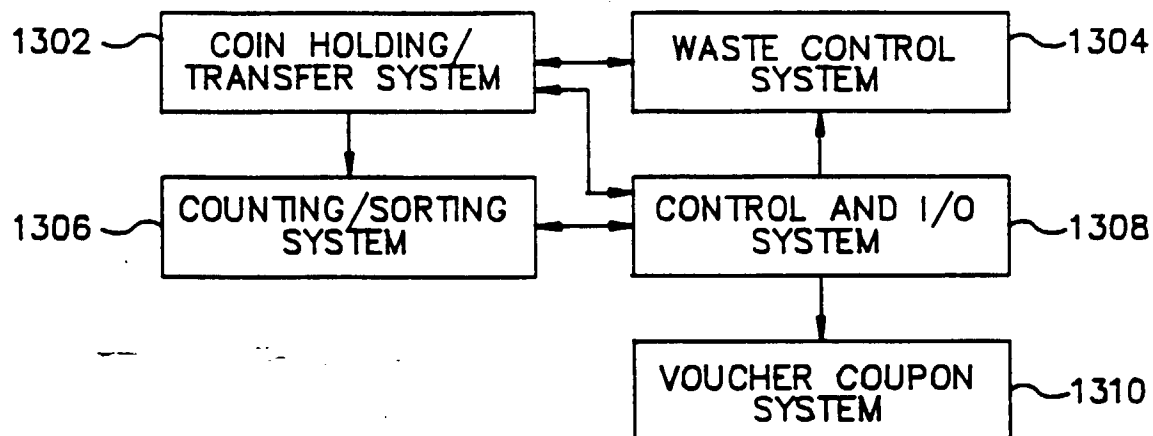 1302
COIN HOLDING/
TRANSFER SYSTEM
WASTE CONTROL
SYSTEM
1304
1306
COUNTING/SORTING
SYSTEM
CONTROL AND I/O
SYSTEM
1308
VOUCHER COUPON
SYSTEM
1310